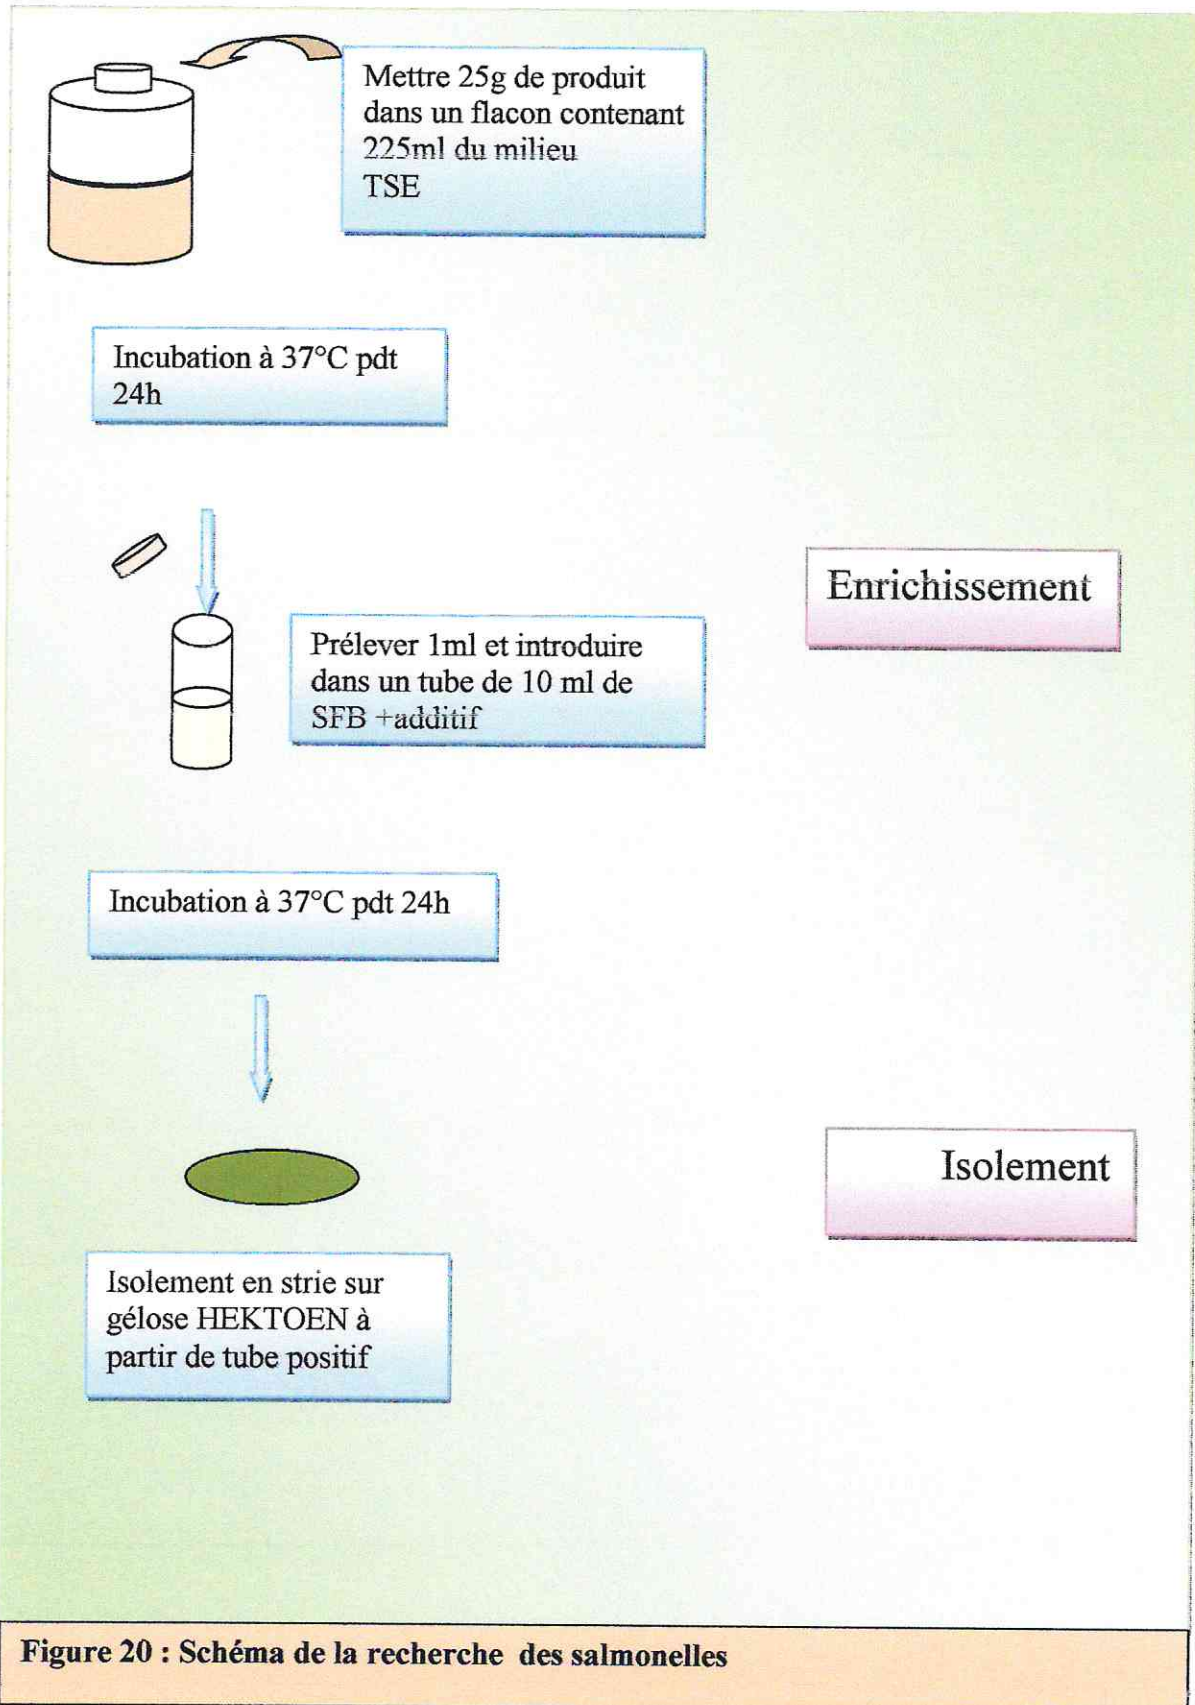 Mettre 25g de produit
dans un flacon contenant
225ml du milieu
TSE
Incubation à 37°C pdt
24h
Enrichissement
Prélever 1ml et introduire
dans un tube de 10 ml de
SFB +additif
Incubation à 37°C pdt 24h
Isolement
Isolement en strie sur
gélose HEKTOEN à
partir de tube positif
Figure 20 : Schéma de la recherche des salmonelles